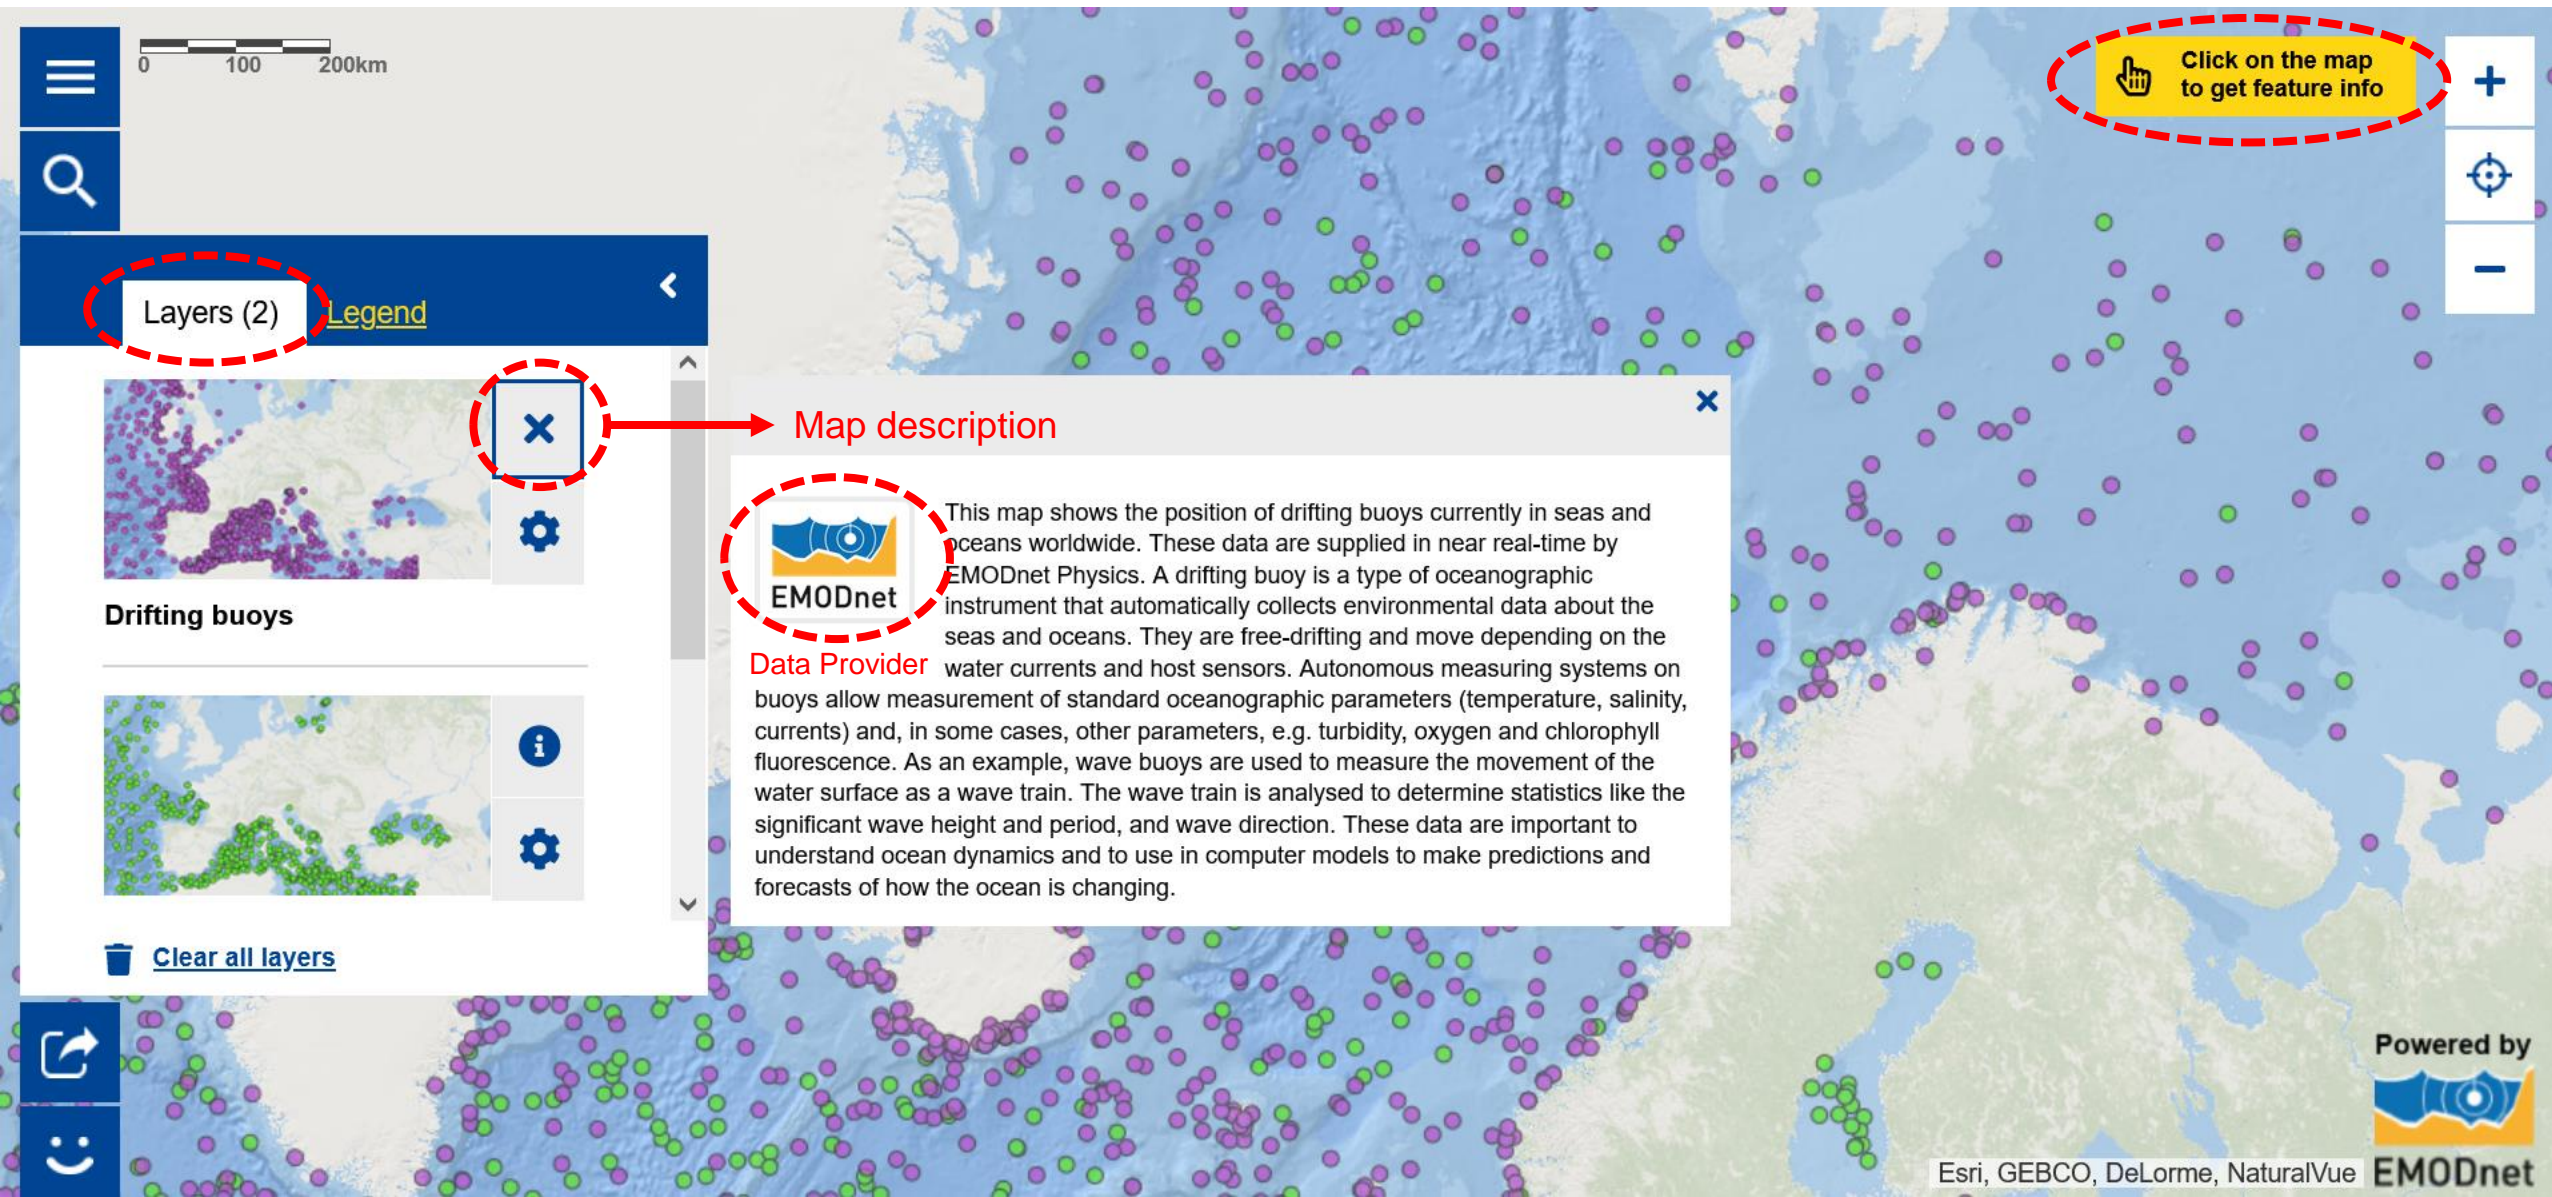 0 100 200km
Click on the map
to get feature info
Layers (2)
Legend
Map description
Drifting buoys
EMODnet
Data Provider
This map shows the position of drifting buoys currently in seas and
oceans worldwide. These data are supplied in near real-time by
EMODnet Physics. A drifting buoy is a type of oceanographic
instrument that automatically collects environmental data about the
seas and oceans. They are free-drifting and move depending on the
water currents and host sensors. Autonomous measuring systems on
buoys allow measurement of standard oceanographic parameters (temperature, salinity,
currents) and, in some cases, other parameters, e.g. turbidity, oxygen and chlorophyll
fluorescence. As an example, wave buoys are used to measure the movement of the
water surface as a wave train. The wave train is analysed to determine statistics like the
significant wave height and period, and wave direction. These data are important to
understand ocean dynamics and to use in computer models to make predictions and
forecasts of how the ocean is changing.
Clear all layers
Powered by
EMODnet
Esri, GEBCO, DeLorme, NaturalVue